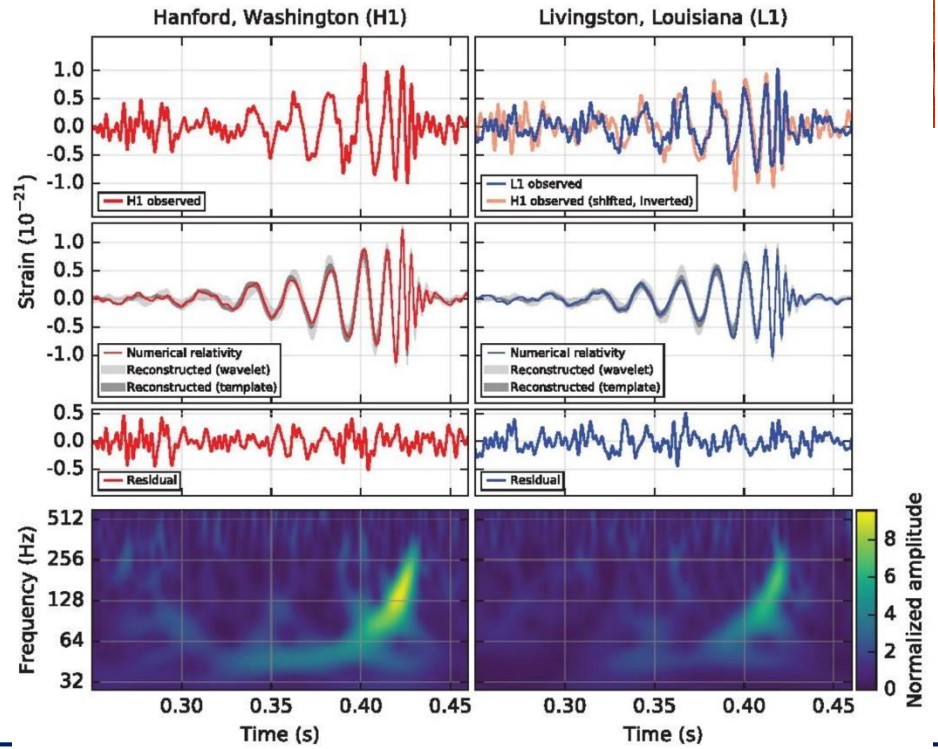 Hanford, Washington (H1)
Livingston, Louisiana (L1)
Strain (10⁻²¹)
1.0
0.5
0.0
-0.5
-1.0
H1 observed
L1 observed
H1 observed (shifted, inverted)
1.0
0.5
0.0
-0.5
-1.0
Numerical relativity
Reconstructed (wavelet)
Reconstructed (template)
Numerical relativity
Reconstructed (wavelet)
Reconstructed (template)
0.5
0.0
-0.5
Residual
Residual
Frequency (Hz)
512
256
128
64
32
0.30
0.35
0.40
0.45
Time (s)
0.30
0.35
0.40
0.45
Time (s)
8
6
4
2
0
Normalized amplitude